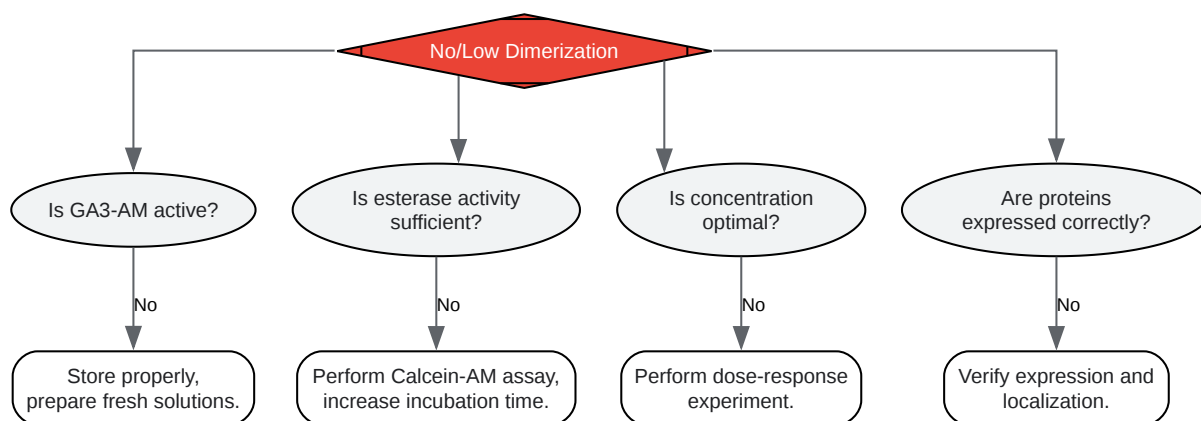 No/Low Dimerization
Is GA3-AM active?
Is esterase activity
sufficient?
Is concentration
optimal?
Are proteins
expressed correctly?
No
No
No
No
Store properly,
prepare fresh solutions.
Perform Calcein-AM assay,
increase incubation time.
Perform dose-response
experiment.
Verify expression and
localization.